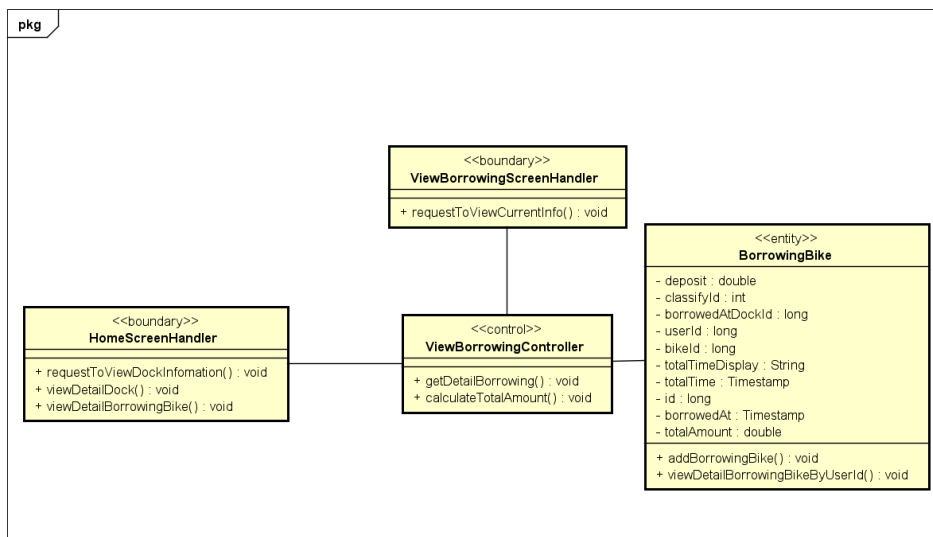 pkg
<<boundary>>
ViewBorrowingScreenHandler
+ requestToViewCurrentInfo() : void
<<boundary>>
HomeScreenHandler
+ requestToViewDockInfomation() : void
+ viewDetailDock() : void
+ viewDetailBorrowingBike() : void
<<control>>
ViewBorrowingController
+ getDetailBorrowing() : void
+ calculateTotalAmount() : void
<<entity>>
BorrowingBike
- deposit : double
- classifyId : int
- borrowedAtDockId : long
- userId : long
- bikeId : long
- totalTimeDisplay : String
- totalTime : Timestamp
- id : long
- borrowedAt : Timestamp
- totalAmount : double
+ addBorrowingBike() : void
+ viewDetailBorrowingBikeByUserId() : void